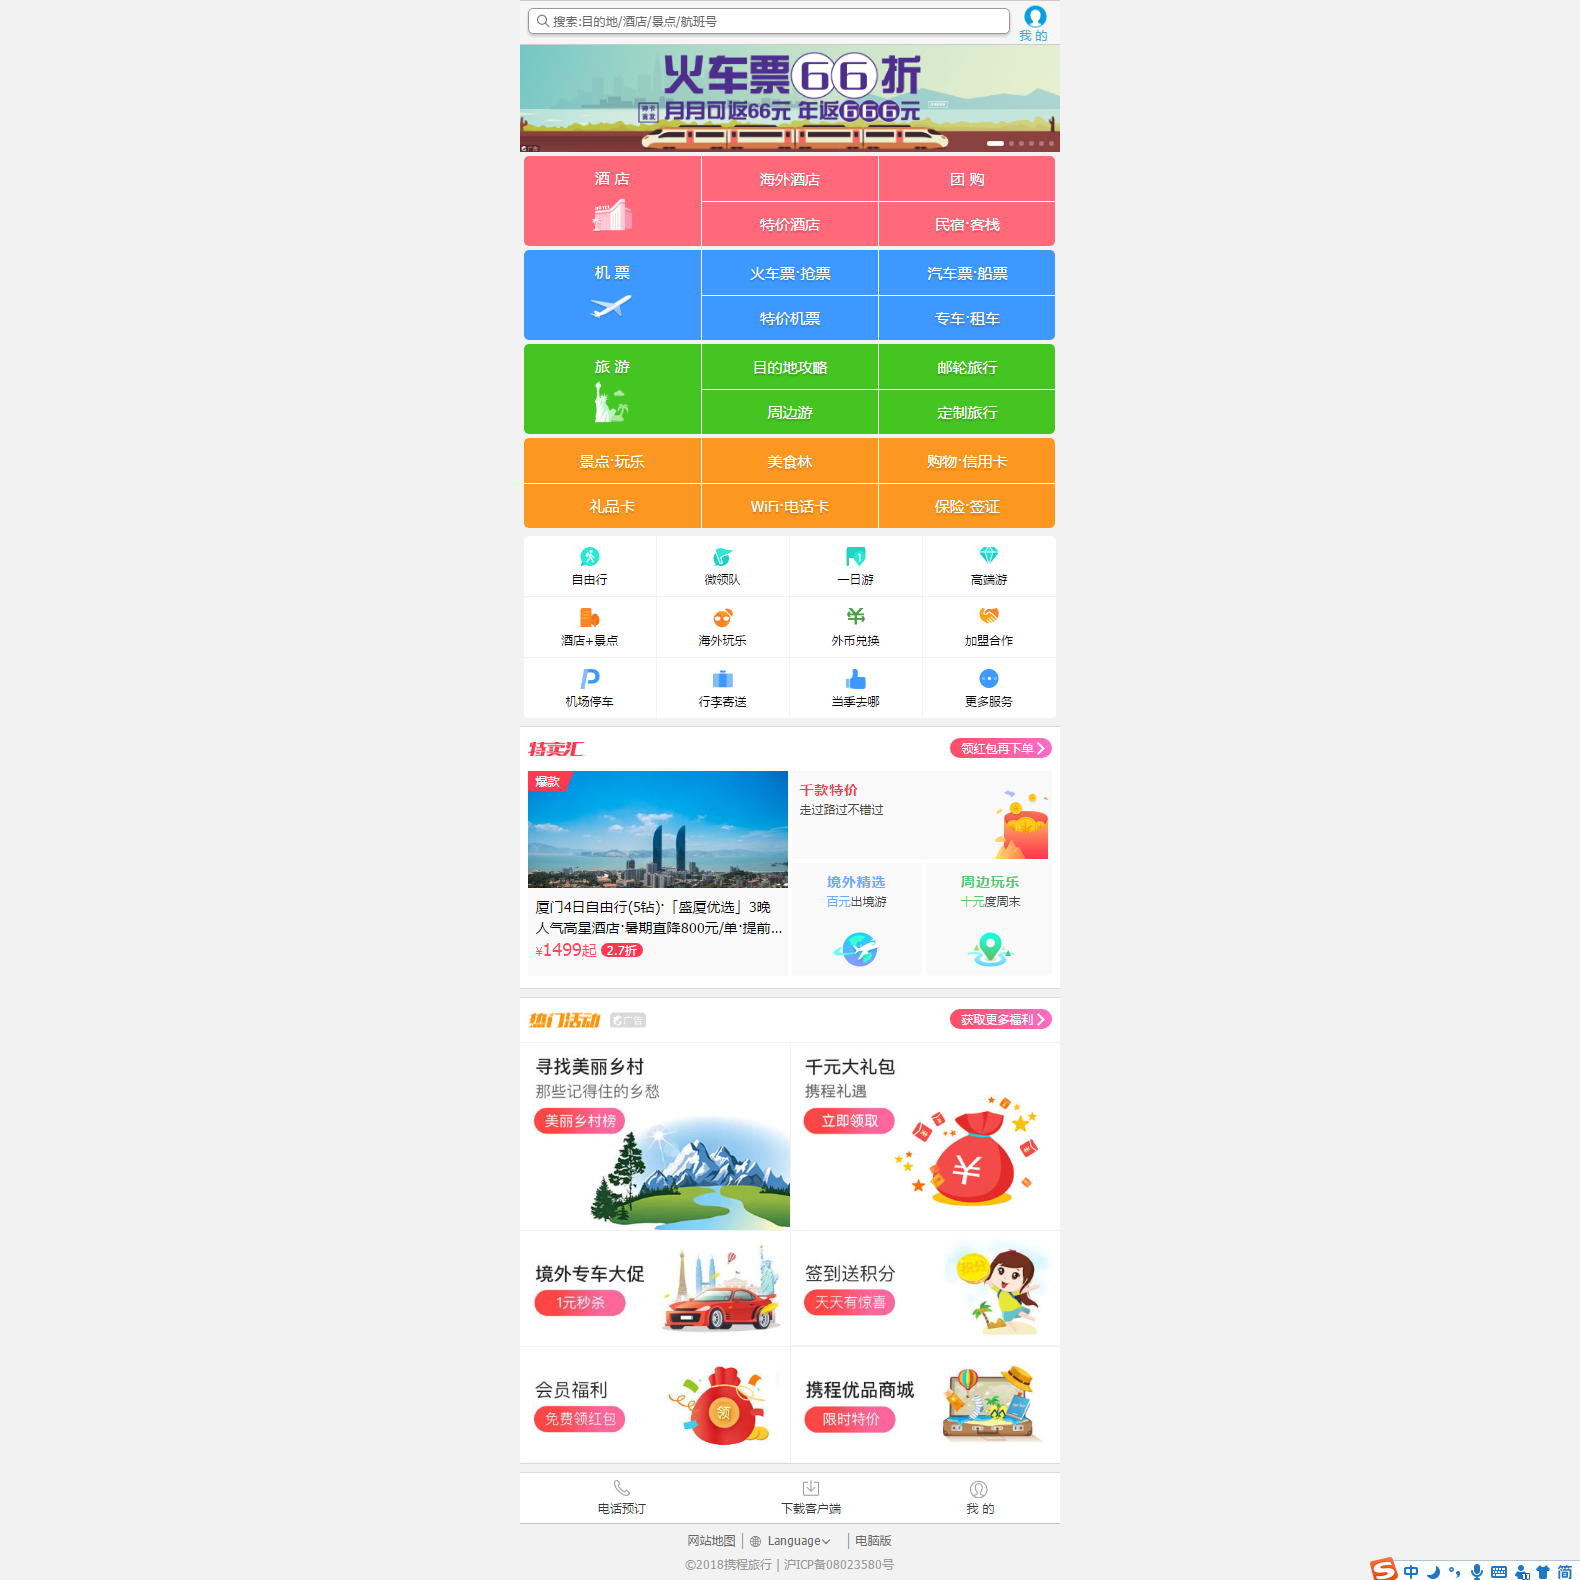 搜索:目的地/酒店/景点/航班号
我 的
火车票66折
神卡首发 月月可返66元 年返666元
广告
酒 店
海外酒店
团 购
特价酒店
民宿·客栈
机 票
火车票·抢票
汽车票·船票
特价机票
专车·租车
旅 游
目的地攻略
邮轮旅行
周边游
定制旅行
景点·玩乐
美食林
购物·信用卡
礼品卡
WiFi·电话卡
保险·签证
自由行
微领队
一日游
高端游
酒店+景点
海外玩乐
外币兑换
加盟合作
机场停车
行李寄送
当季去哪
更多服务
特卖汇
领红包再下单
爆款
厦门4日自由行(5钻)·「盛厦优选」3晚
人气高星酒店·暑期直降800元/单·提前...
¥1499起 2.7折
千款特价
走过路过不错过
境外精选
百元出境游
周边玩乐
十元度周末
热门活动
广告
获取更多福利
寻找美丽乡村
那些记得住的乡愁
美丽乡村榜
千元大礼包
携程礼遇
立即领取
境外专车大促
1元秒杀
签到送积分
天天有惊喜
积分
会员福利
免费领红包
领
携程优品商城
限时特价
电话预订
下载客户端
我 的
网站地图 | Language | 电脑版
©2018携程旅行 | 沪ICP备08023580号
中 简